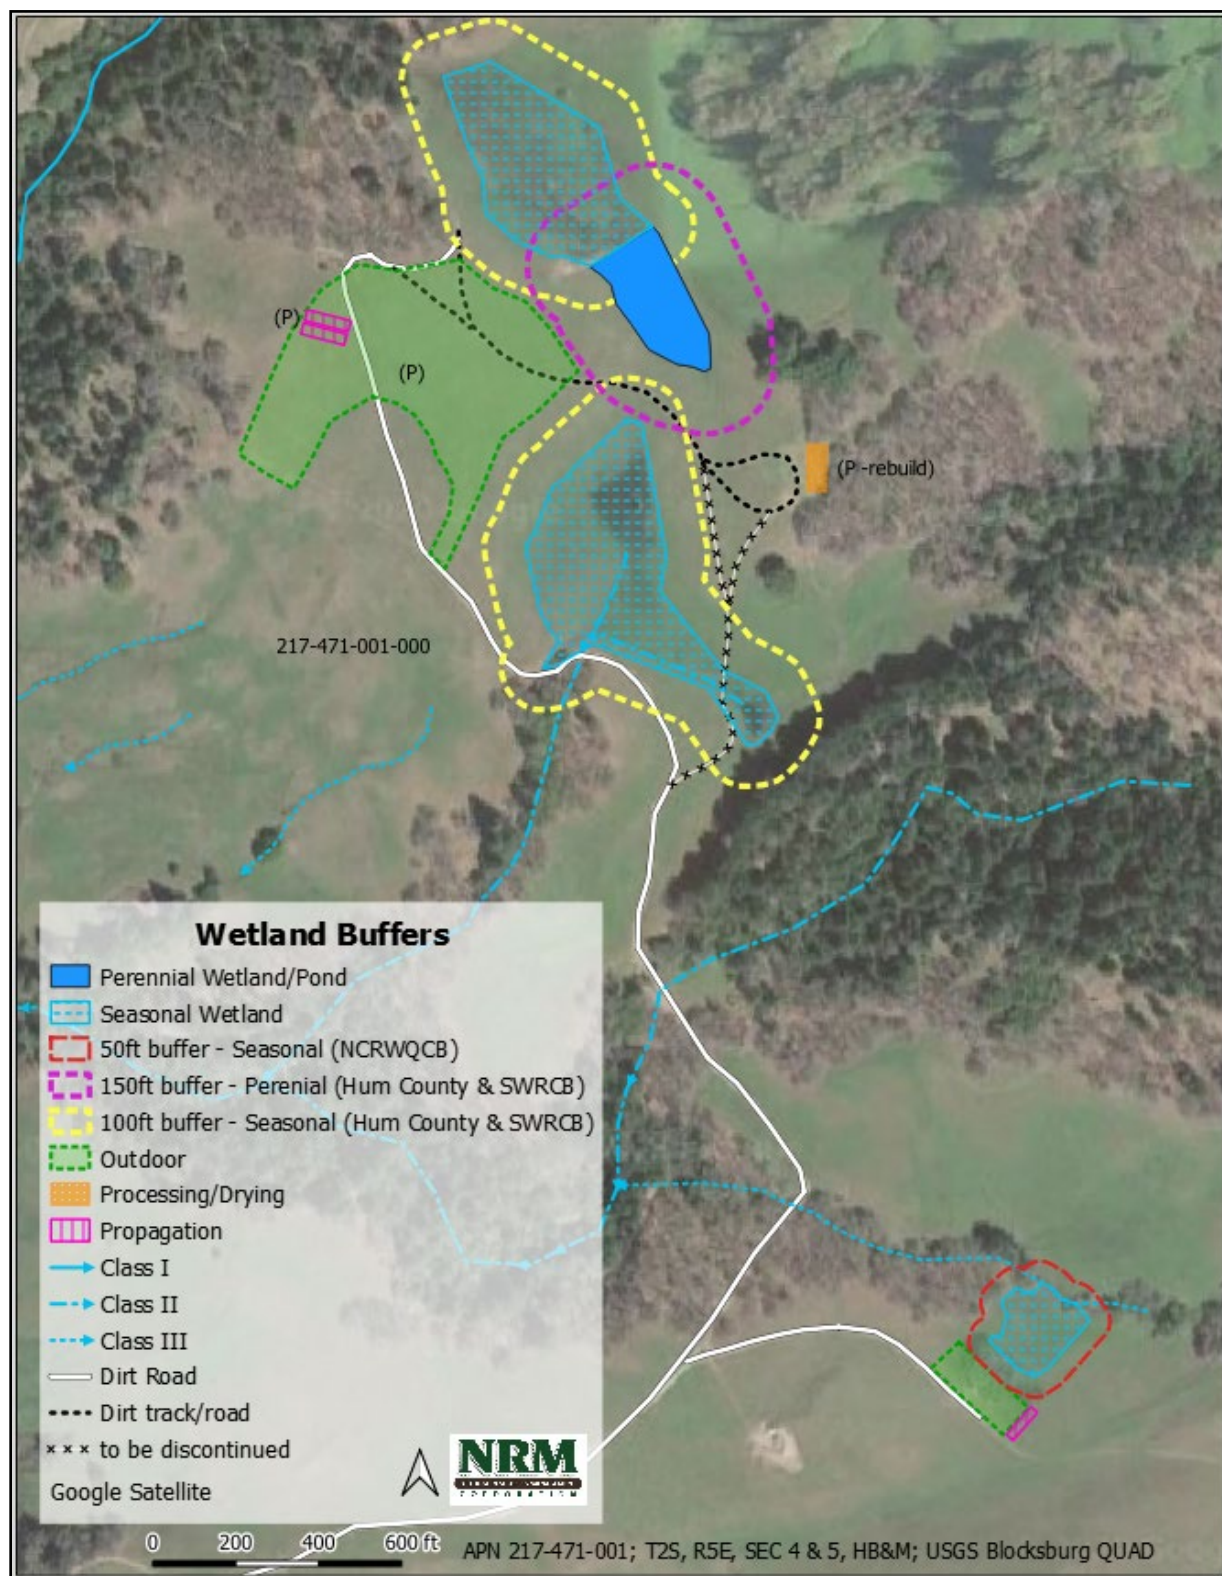 (P)
(P)
(P -rebuild)
217-471-001-000
Wetland Buffers
Perennial Wetland/Pond
Seasonal Wetland
50ft buffer - Seasonal (NCRWQCB)
150ft buffer - Perenial (Hum County & SWRCB)
100ft buffer - Seasonal (Hum County & SWRCB)
Outdoor
Processing/Drying
Propagation
Class I
Class II
Class III
Dirt Road
Dirt track/road
to be discontinued
Google Satellite
NRM
CORPORATION
0 200 400 600 ft
APN 217-471-001; T2S, R5E, SEC 4 & 5, HB&M; USGS Blocksburg QUAD